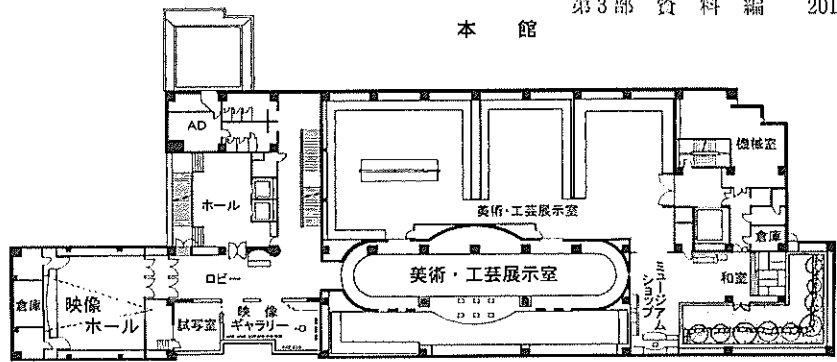 第3部 資料編 201
本館
AD
機械室
ホール
美術・工芸展示室
倉庫
ロビー
美術・工芸展示室
ミュージアム
ショップ
和室
倉庫
映像
ホール
試写室
映像
ギャラリー